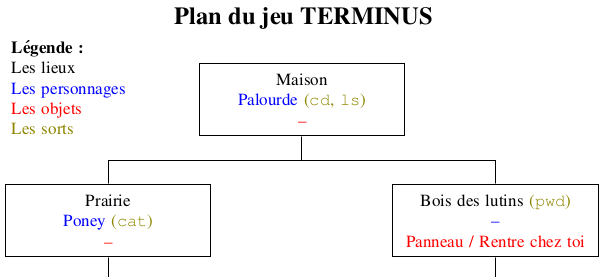 Plan du jeu TERMINUS
Légende :
Les lieux
Les personnages
Les objets
Les sorts
Maison
Palourde (cd, ls)
–
Prairie
Poney (cat)
–
Bois des lutins (pwd)
–
Panneau / Rentre chez toi